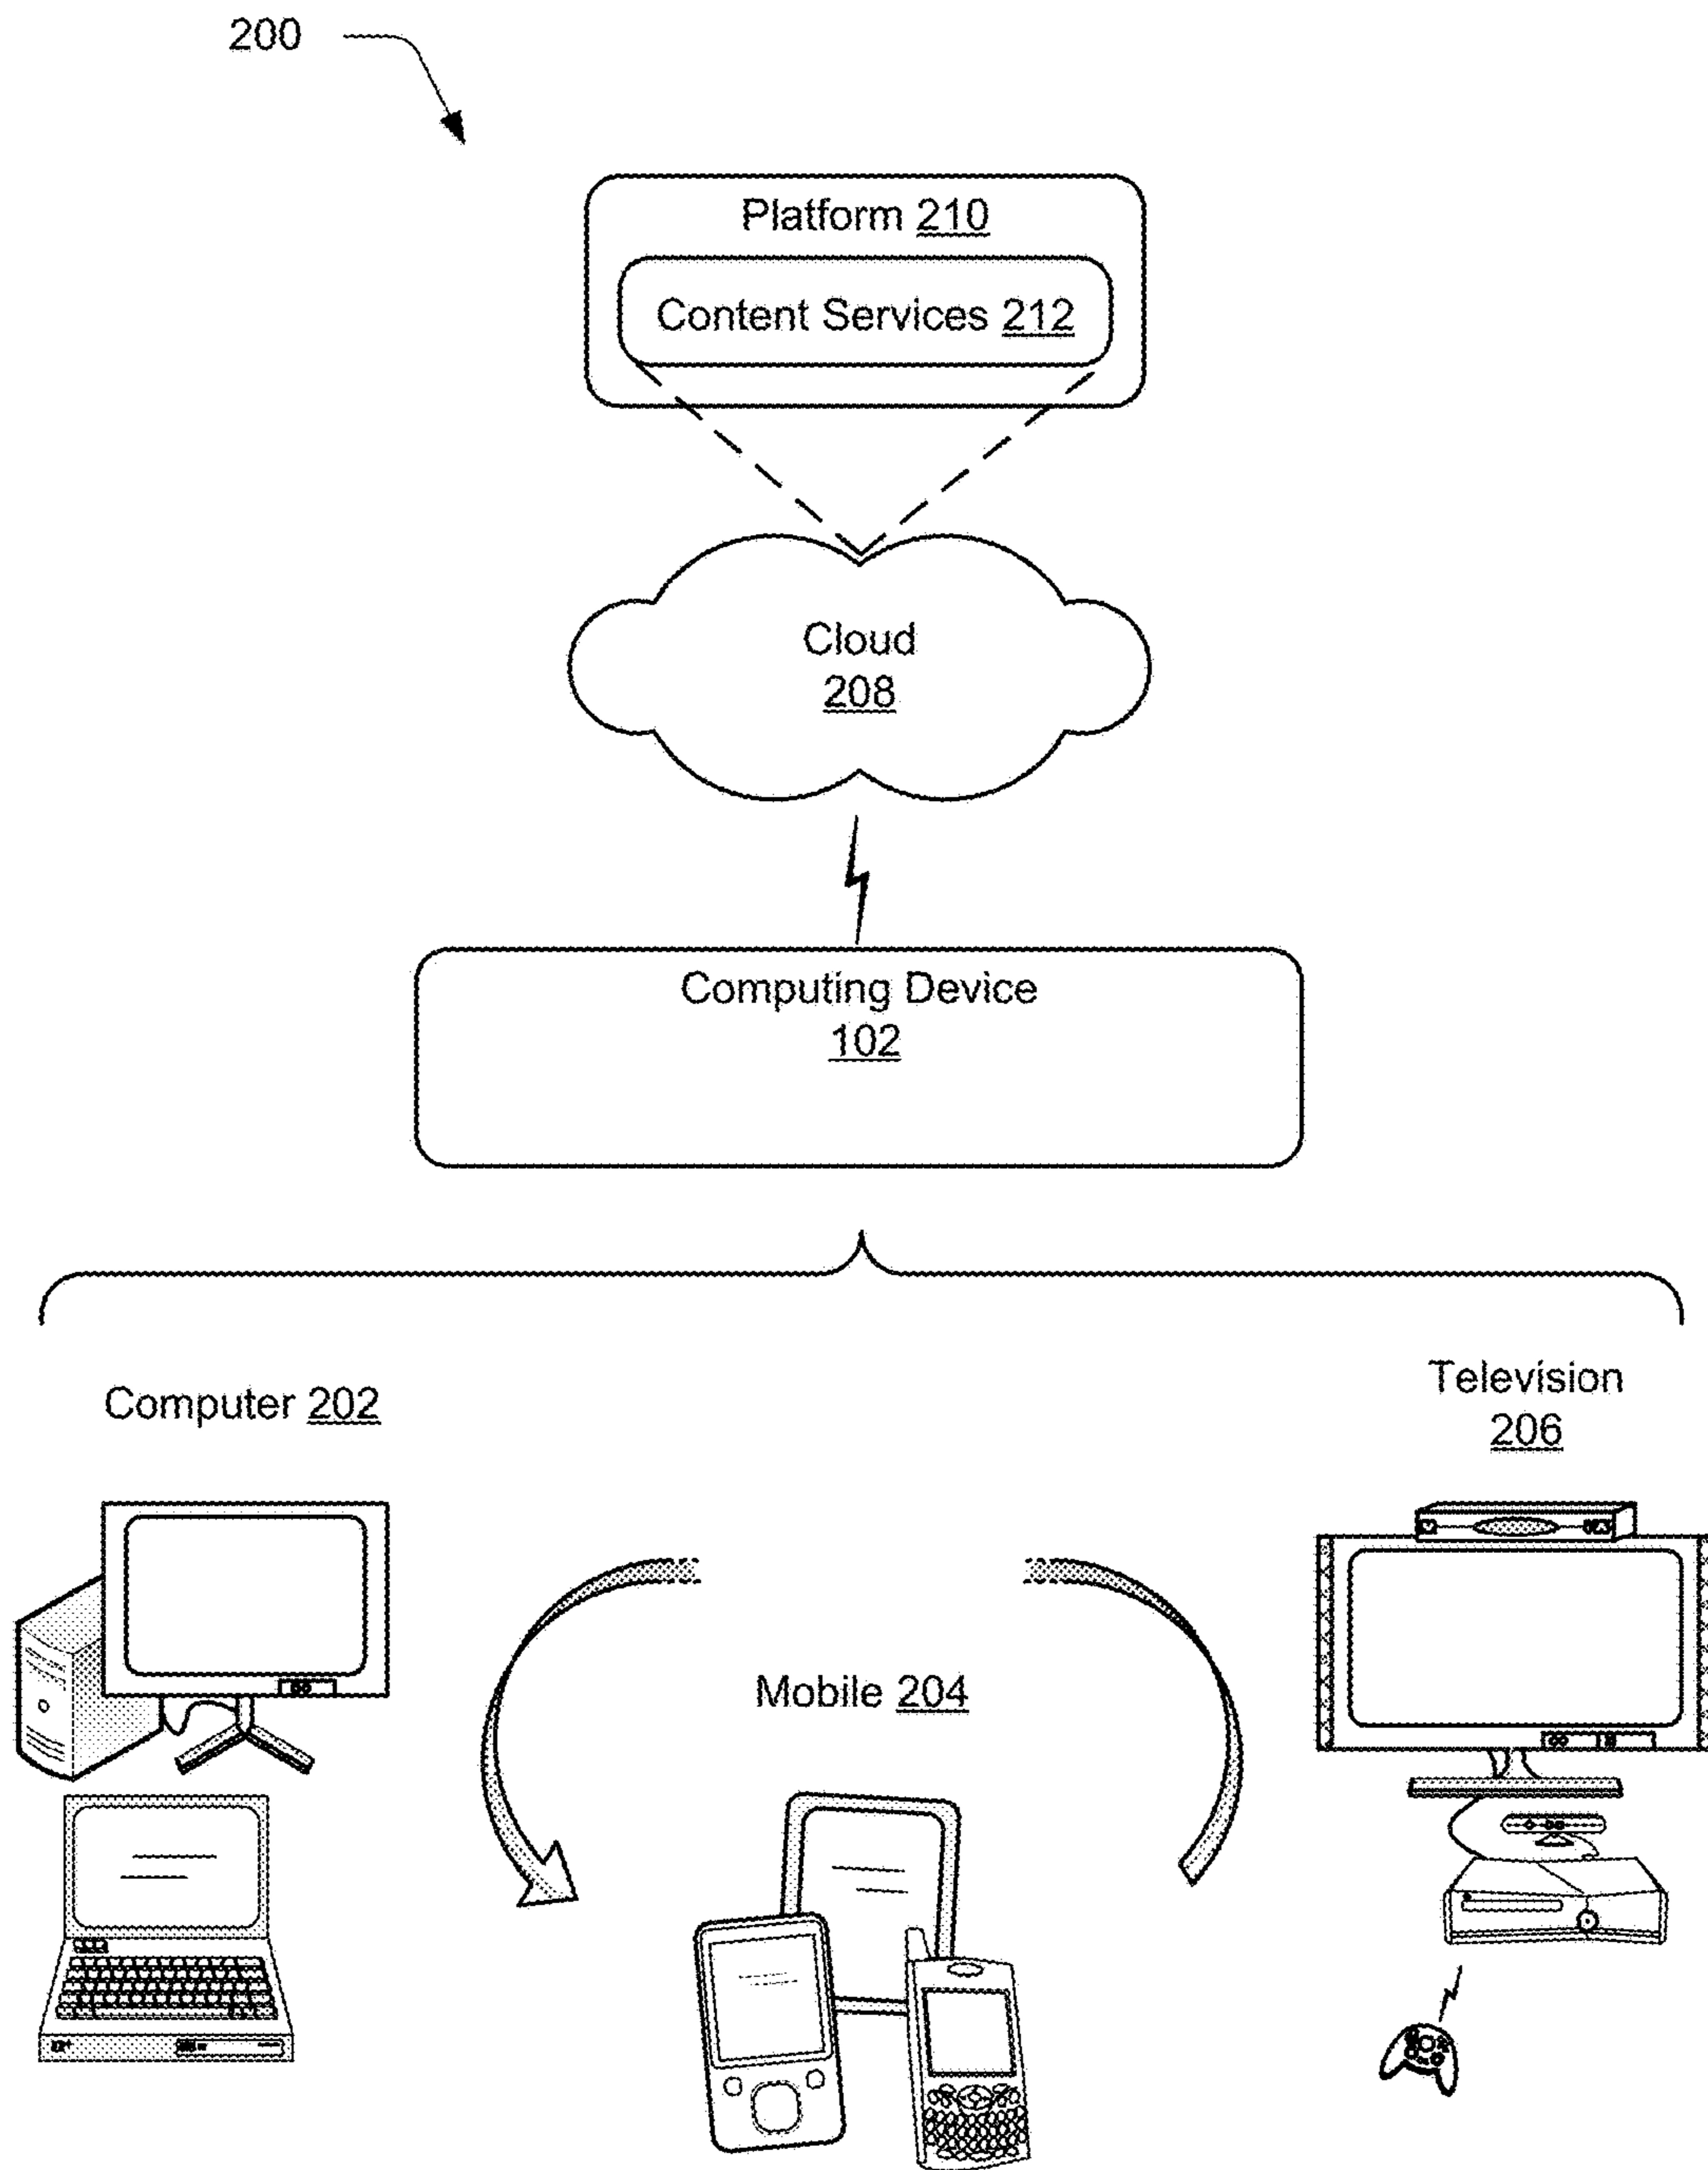 200
Platform 210
Content Services 212
Cloud
208
Computing Device
102
Computer 202
Television
206
Mobile 204